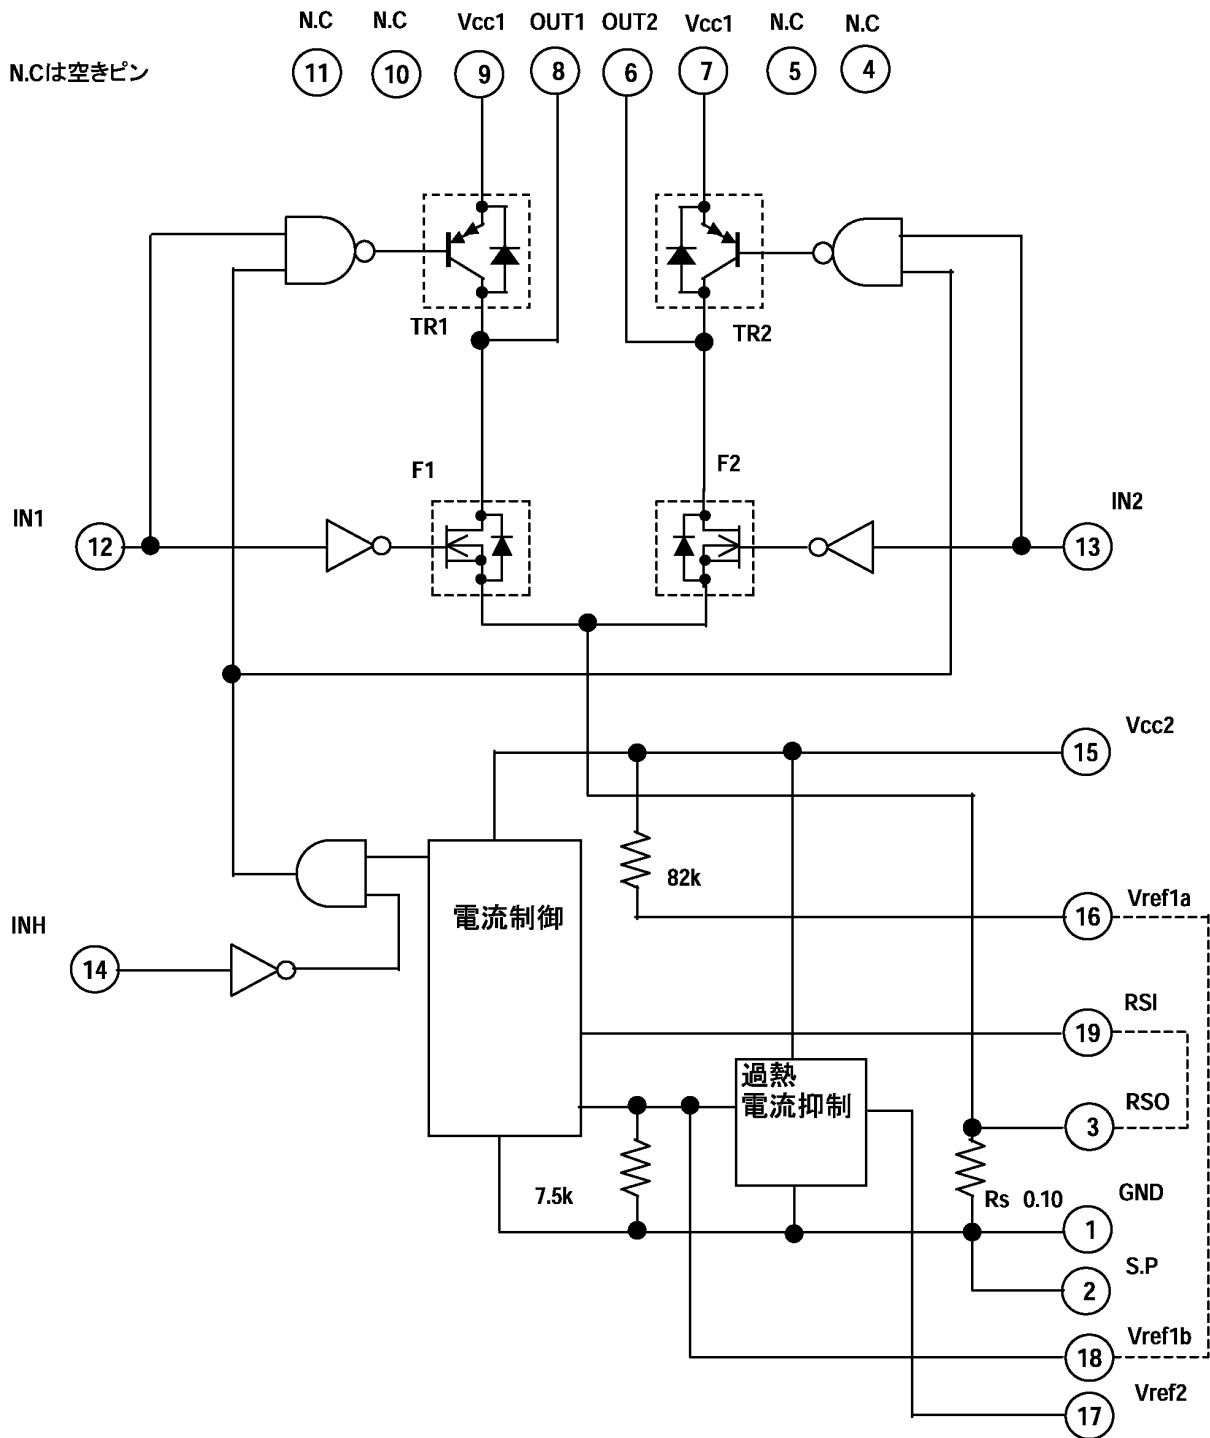 N.C N.C Vcc1 OUT1 OUT2 Vcc1 N.C N.C
N.Cは空きピン
11 10 9 8 6 7 5 4
TR1 TR2
F1 F2
IN1 IN2
12 13
Vcc2
15
82k
Vref1a
16
電流制御
INH
14
RSI
19
過熱
電流抑制
RSO
3
7.5k
Rs 0.10
GND
1
S.P
2
Vref1b
18
Vref2
17